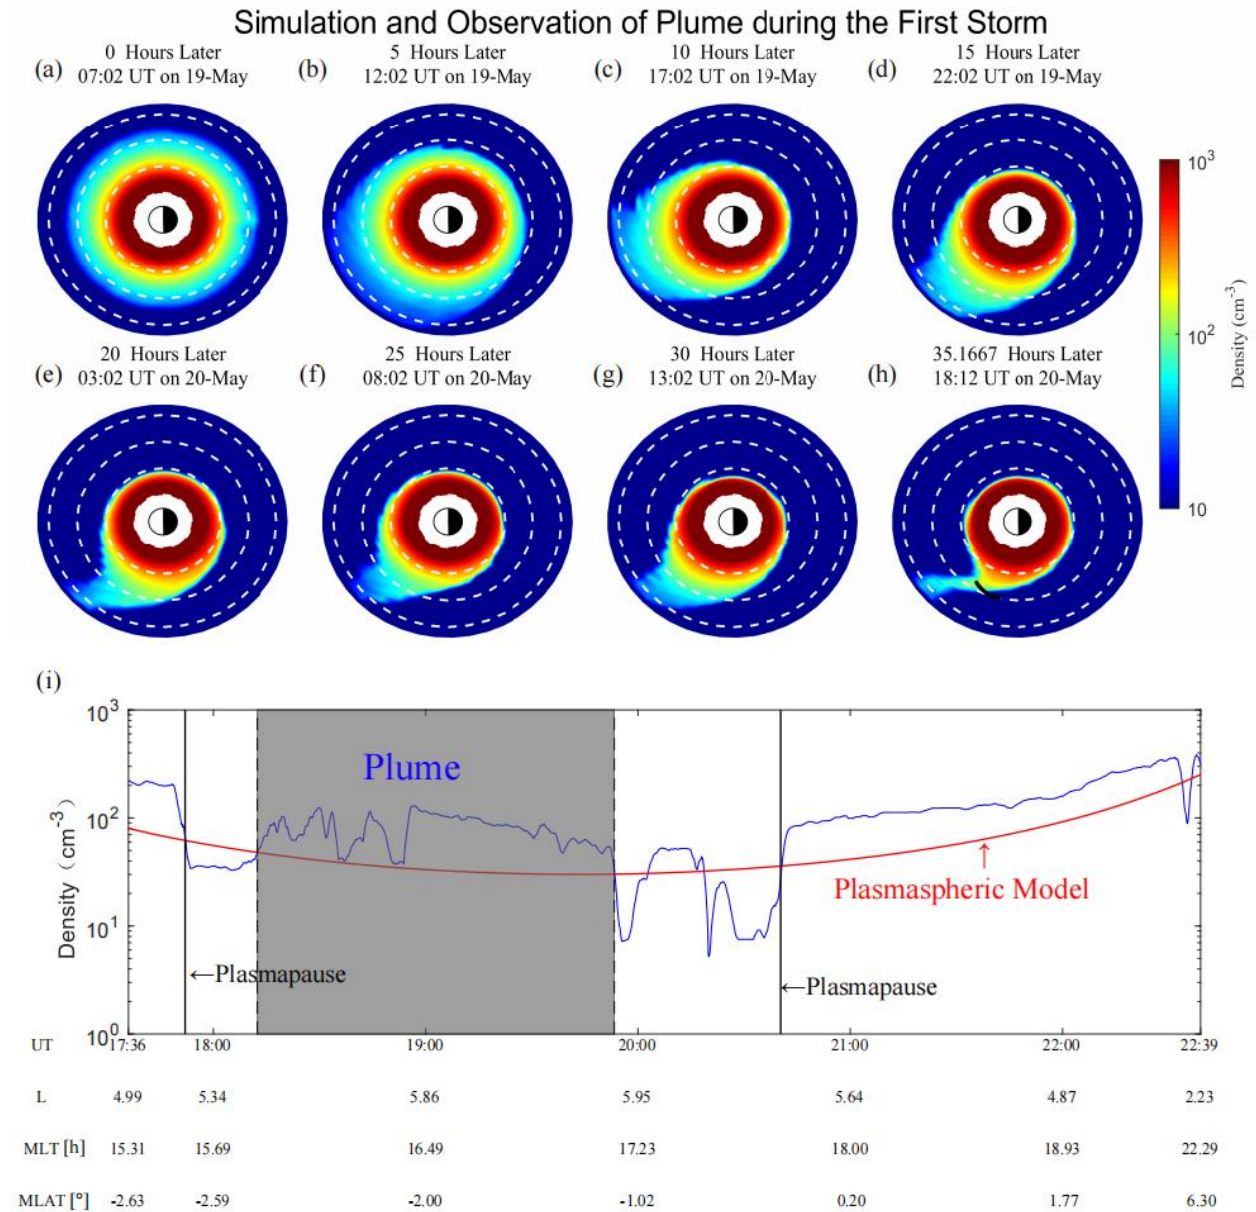 Simulation and Observation of Plume during the First Storm
(a) 0 Hours Later
07:02 UT on 19-May
(b) 5 Hours Later
12:02 UT on 19-May
(c) 10 Hours Later
17:02 UT on 19-May
(d) 15 Hours Later
22:02 UT on 19-May
10³
10²
10
Density (cm⁻³)
(e) 20 Hours Later
03:02 UT on 20-May
(f) 25 Hours Later
08:02 UT on 20-May
(g) 30 Hours Later
13:02 UT on 20-May
(h) 35.1667 Hours Later
18:12 UT on 20-May
(i)
10³
10²
10¹
10⁰
Density (cm⁻³)
Plume
Plasmaspheric Model
←Plasmapause
←Plasmapause
UT 17:36 18:00 19:00 20:00 21:00 22:00 22:39
L 4.99 5.34 5.86 5.95 5.64 4.87 2.23
MLT [h] 15.31 15.69 16.49 17.23 18.00 18.93 22.29
MLAT [°] -2.63 -2.59 -2.00 -1.02 0.20 1.77 6.30